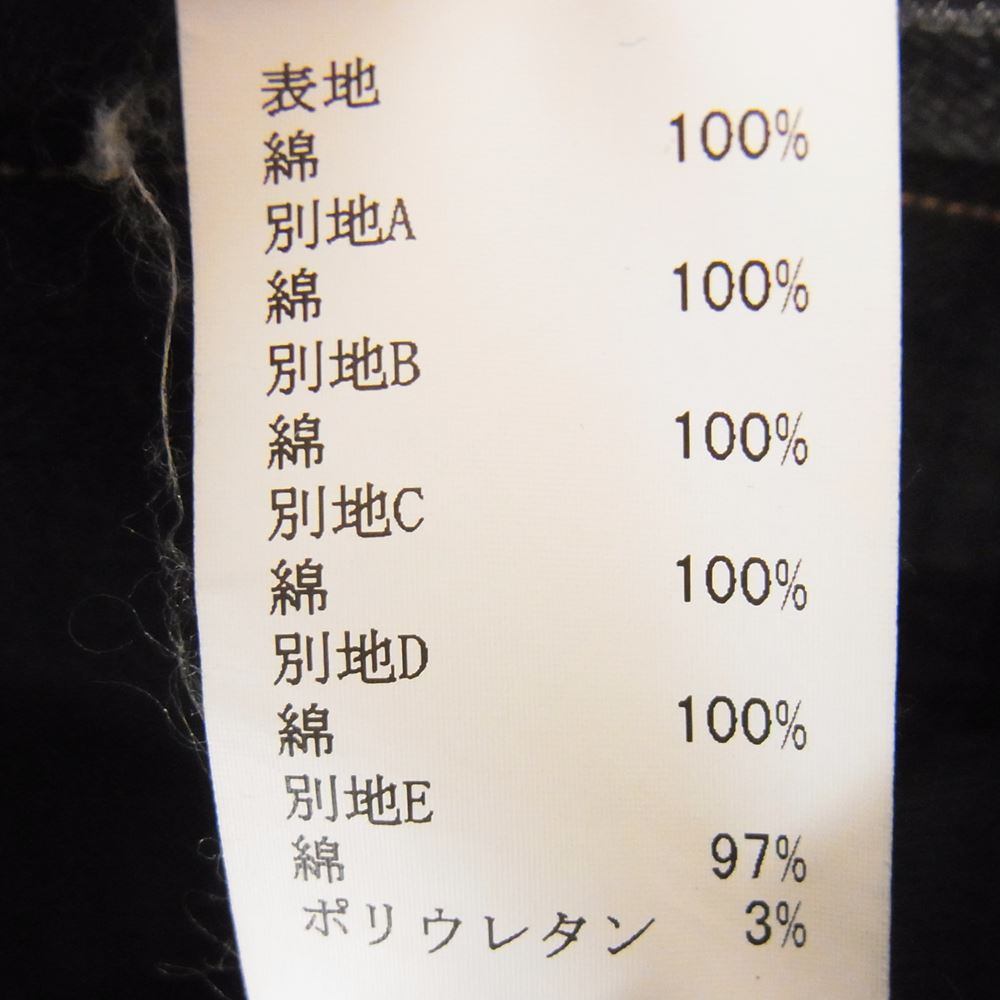 表地
綿 100%
別地A
綿 100%
別地B
綿 100%
別地C
綿 100%
別地D
綿 100%
別地E
綿 97%
ポリウレタン 3%